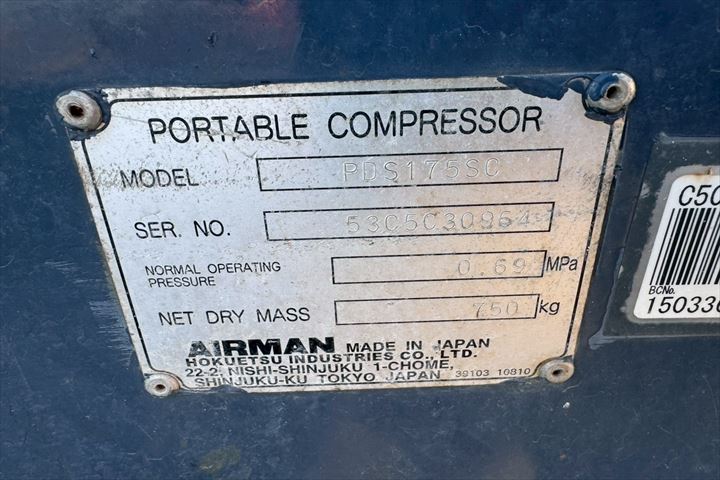 PORTABLE COMPRESSOR
MODEL PDS175SC
SER. NO. 53C5C30864
NORMAL OPERATING PRESSURE 0.69 MPa
NET DRY MASS 750 kg
AIRMAN MADE IN JAPAN
HOKUETSU INDUSTRIES CO., LTD.
22-2, NISHI-SHINJUKU 1-CHOME,
SHINJUKU-KU TOKYO JAPAN 39103 10810
C5C
BCNo.
15033